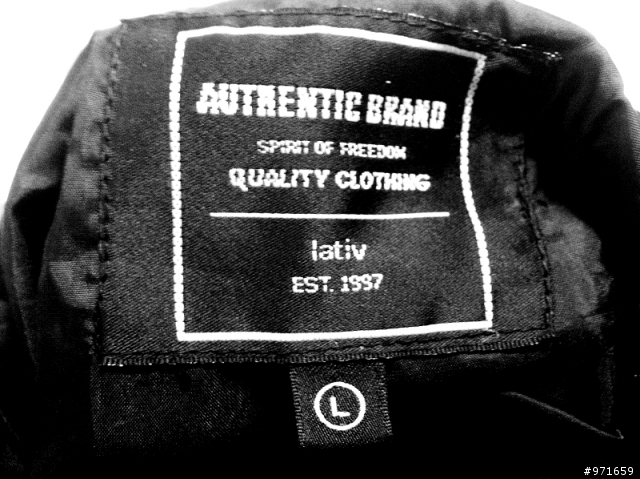 AUTHENTIC BRAND
SPIRIT OF FREEDOM
QUALITY CLOTHING
lativ
EST. 1997
L
#971659